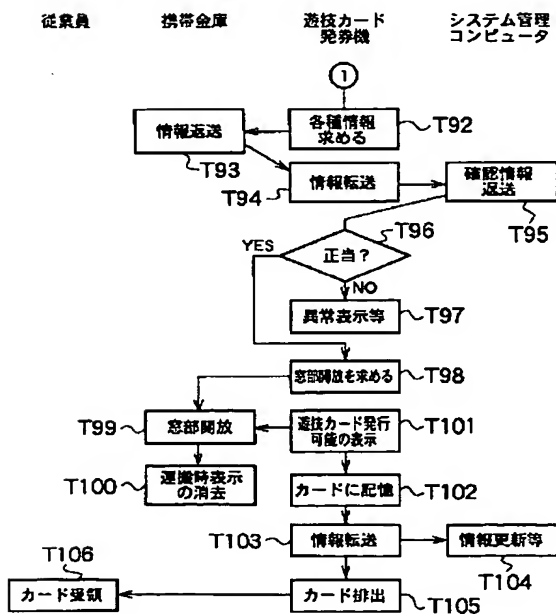 従業員
携帯金庫
遊技カード
発券機
システム管理
コンピュータ
1
情報返送
各種情報
求める
T92
T93
T94
情報転送
確認情報
返送
T95
T96
YES
正当?
NO
異常表示等
T97
窓部開放を求める
T98
T99
窓部開放
遊技カード発行
可能の表示
T101
T100
運搬時表示
の消去
カードに記憶
T102
T103
情報転送
情報更新等
T104
T106
カード受領
カード排出
T105